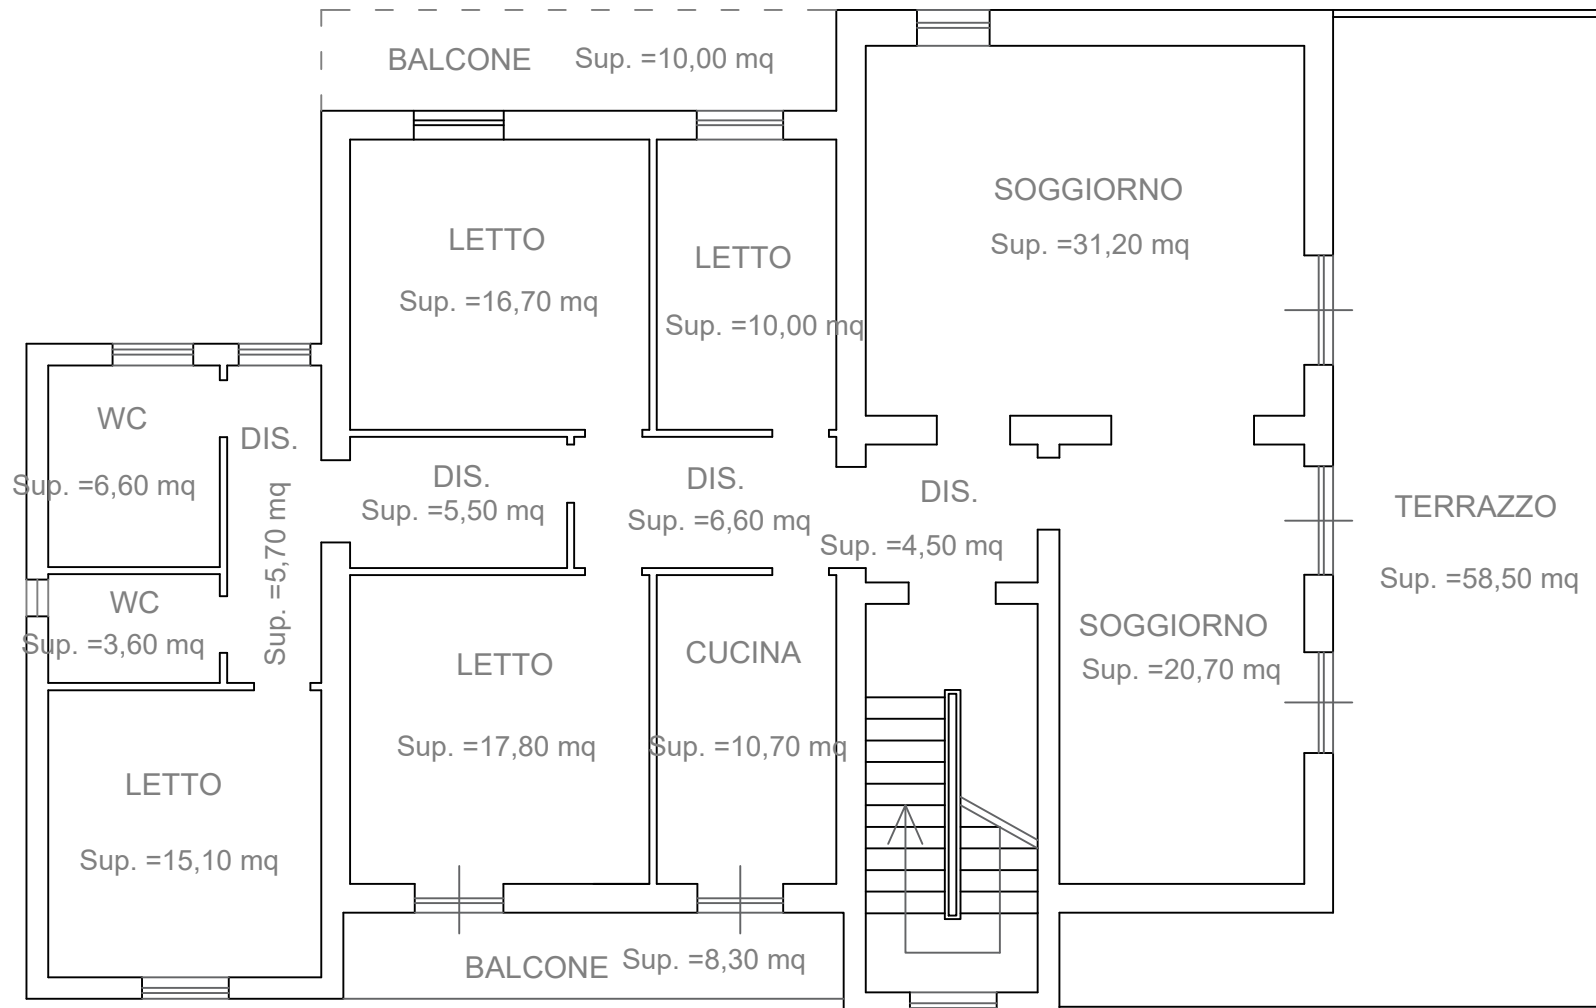 BALCONE
Sup. =10,00 mq
SOGGIORNO
Sup. =31,20 mq
LETTO
Sup. =16,70 mq
LETTO
Sup. =10,00 mq
WC
Sup. =6,60 mq
DIS.
Sup. =5,70 mq
DIS.
Sup. =5,50 mq
DIS.
Sup. =6,60 mq
DIS.
Sup. =4,50 mq
TERRAZZO
Sup. =58,50 mq
WC
Sup. =3,60 mq
LETTO
Sup. =17,80 mq
CUCINA
Sup. =10,70 mq
SOGGIORNO
Sup. =20,70 mq
LETTO
Sup. =15,10 mq
BALCONE
Sup. =8,30 mq